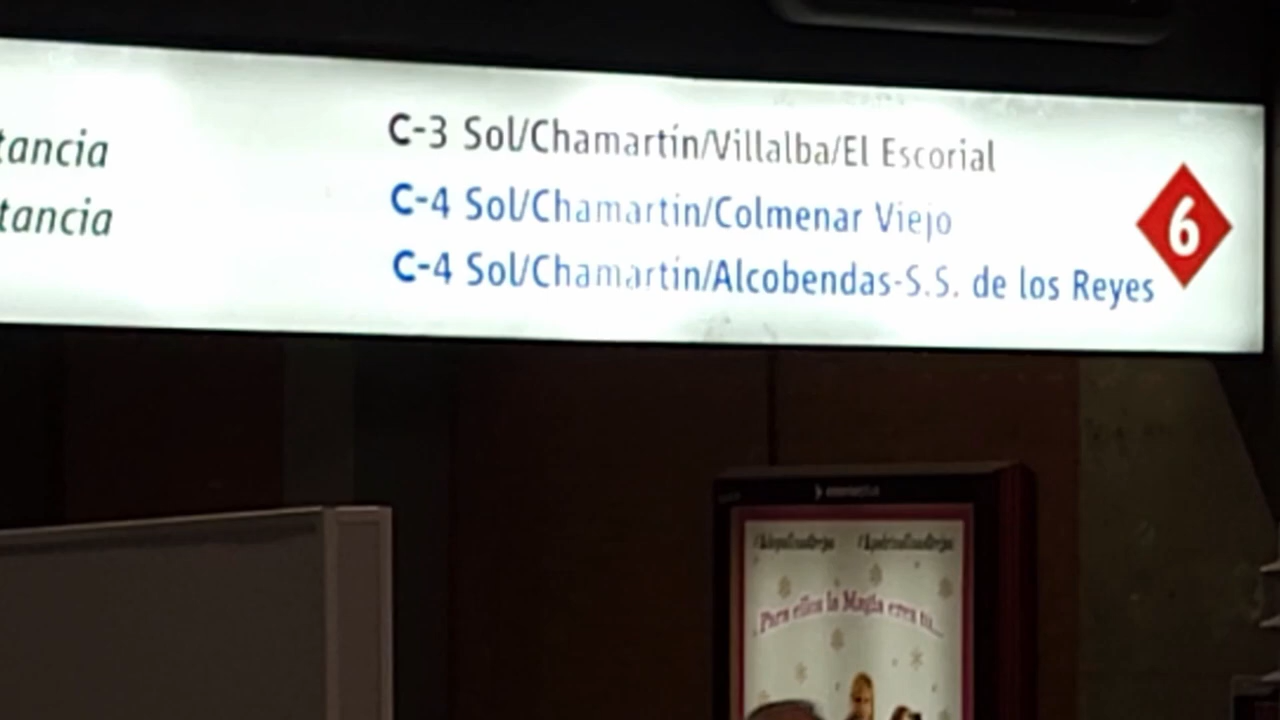 tancia
tancia
C-3 Sol/Chamartín/Villalba/El Escorial
C-4 Sol/Chamartín/Colmenar Viejo
C-4 Sol/Chamartín/Alcobendas-S.S. de los Reyes
6
Para ellos la Magia eres tú...